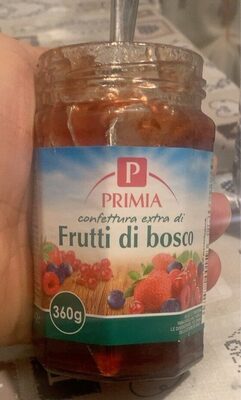 P
PRIMIA
confettura extra di
Frutti di bosco
360g